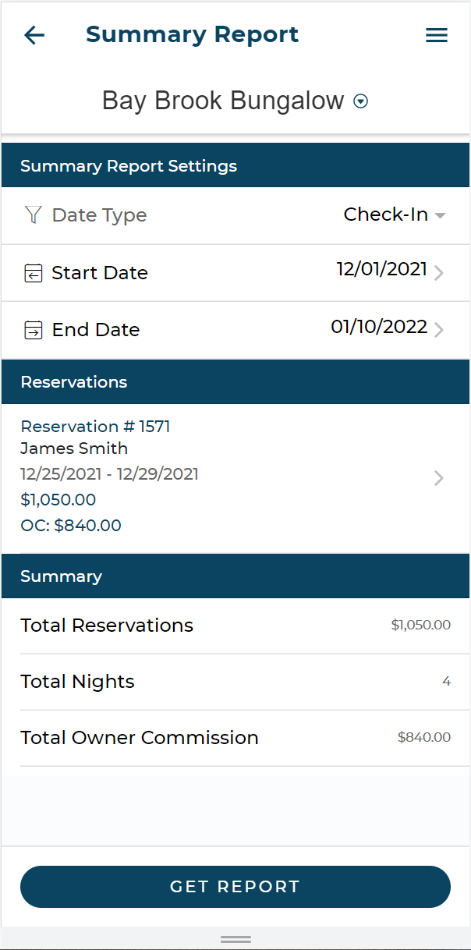 Summary Report
Bay Brook Bungalow
Summary Report Settings
Date Type Check-In
Start Date 12/01/2021
End Date 01/10/2022
Reservations
Reservation # 1571
James Smith
12/25/2021 - 12/29/2021
$1,050.00
OC: $840.00
Summary
Total Reservations $1,050.00
Total Nights 4
Total Owner Commission $840.00
GET REPORT